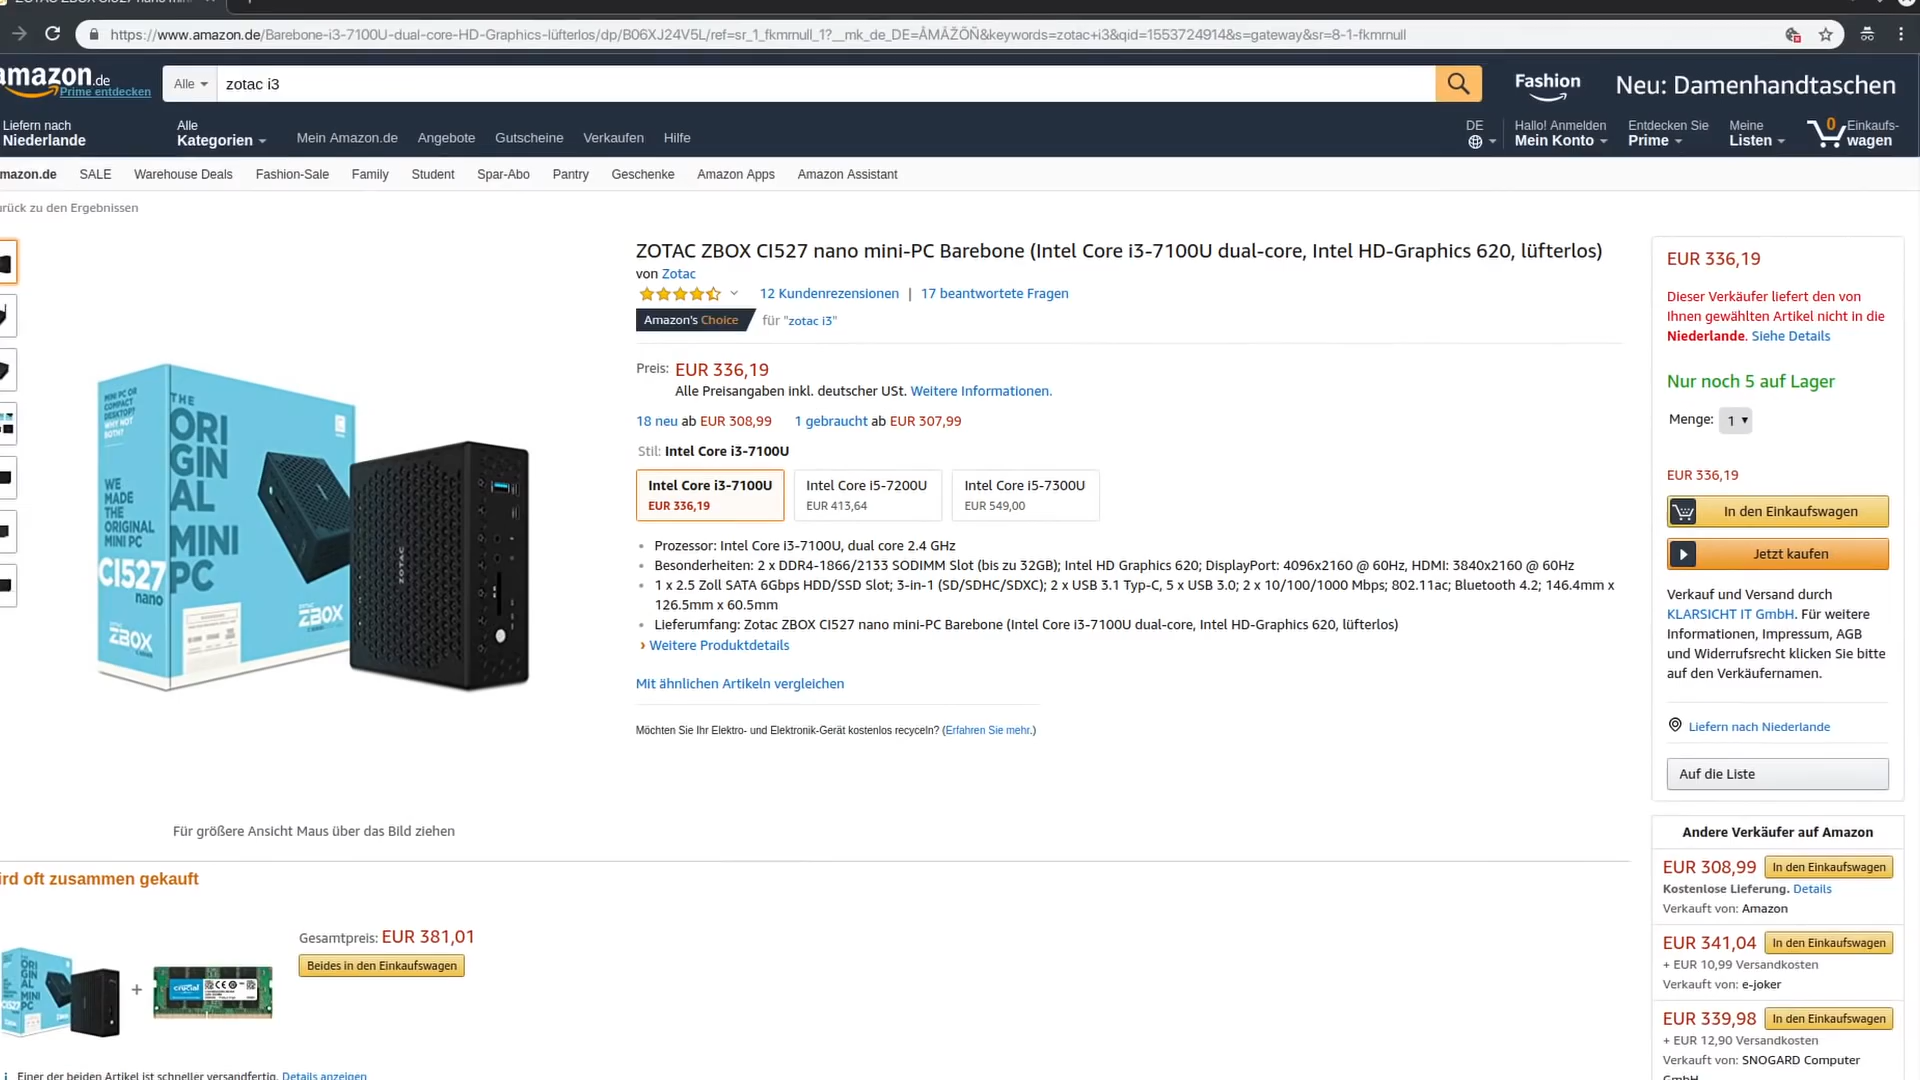 https://www.amazon.de/Barebone-i3-7100U-dual-core-HD-Graphics-lüfterlos/dp/B06XJ24V5L/ref=sr_1_fkmrnull_1?__mk_de_DE=ÅMÅŽÕÑ&keywords=zotac+i3&qid=1553724914&s=gateway&sr=8-1-fkmrnull
amazon.de
Prime entdecken
Alle
zotac i3
Fashion
Neu: Damenhandtaschen
Liefern nach
Niederlande
Alle
Kategorien
Mein Amazon.de Angebote Gutscheine Verkaufen Hilfe
DE
Hallo! Anmelden
Mein Konto
Entdecken Sie
Prime
Meine
Listen
0
Einkaufs-
wagen
mazon.de SALE Warehouse Deals Fashion-Sale Family Student Spar-Abo Pantry Geschenke Amazon Apps Amazon Assistant
urück zu den Ergebnissen
ZOTAC ZBOX CI527 nano mini-PC Barebone (Intel Core i3-7100U dual-core, Intel HD-Graphics 620, lüfterlos)
von Zotac
12 Kundenrezensionen | 17 beantwortete Fragen
Amazon's Choice für "zotac i3"
Preis: EUR 336,19
Alle Preisangaben inkl. deutscher USt. Weitere Informationen.
18 neu ab EUR 308,99 1 gebraucht ab EUR 307,99
Stil: Intel Core i3-7100U
Intel Core i3-7100U
EUR 336,19
Intel Core i5-7200U
EUR 413,64
Intel Core i5-7300U
EUR 549,00
• Prozessor: Intel Core i3-7100U, dual core 2.4 GHz
• Besonderheiten: 2 x DDR4-1866/2133 SODIMM Slot (bis zu 32GB); Intel HD Graphics 620; DisplayPort: 4096x2160 @ 60Hz, HDMI: 3840x2160 @ 60Hz
• 1 x 2.5 Zoll SATA 6Gbps HDD/SSD Slot; 3-in-1 (SD/SDHC/SDXC); 2 x USB 3.1 Typ-C, 5 x USB 3.0; 2 x 10/100/1000 Mbps; 802.11ac; Bluetooth 4.2; 146.4mm x
126.5mm x 60.5mm
• Lieferumfang: Zotac ZBOX CI527 nano mini-PC Barebone (Intel Core i3-7100U dual-core, Intel HD-Graphics 620, lüfterlos)
› Weitere Produktdetails
Mit ähnlichen Artikeln vergleichen
Möchten Sie Ihr Elektro- und Elektronik-Gerät kostenlos recyceln? (Erfahren Sie mehr.)
MINI PC OR
COMPACT
DESKTOP?
WHY NOT
BOTH?
THE
ORI
GIN
AL
MINI
PC
WE
MADE
THE
ORIGINAL
MINI PC
CI527
nano
ZOTAC
ZBOX
ZOTAC
ZBOX
ZOTAC
Für größere Ansicht Maus über das Bild ziehen
EUR 336,19
Dieser Verkäufer liefert den von
Ihnen gewählten Artikel nicht in die
Niederlande. Siehe Details
Nur noch 5 auf Lager
Menge: 1
EUR 336,19
In den Einkaufswagen
Jetzt kaufen
Verkauf und Versand durch
KLARSICHT IT GmbH. Für weitere
Informationen, Impressum, AGB
und Widerrufsrecht klicken Sie bitte
auf den Verkäufernamen.
Liefern nach Niederlande
Auf die Liste
Andere Verkäufer auf Amazon
EUR 308,99 In den Einkaufswagen
Kostenlose Lieferung. Details
Verkauft von: Amazon
EUR 341,04 In den Einkaufswagen
+ EUR 10,99 Versandkosten
Verkauft von: e-joker
EUR 339,98 In den Einkaufswagen
+ EUR 12,90 Versandkosten
Verkauft von: SNOGARD Computer
GmbH
ird oft zusammen gekauft
ORI
GIN
AL
MINI
PC
+
crucial
Gesamtpreis: EUR 381,01
Beides in den Einkaufswagen
i Einer der beiden Artikel ist schneller versandfertig. Details anzeigen